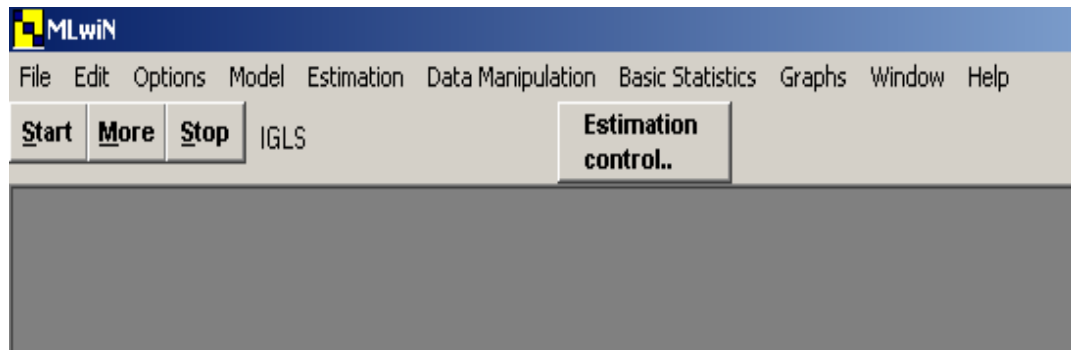 MLwiN
File Edit Options Model Estimation Data Manipulation Basic Statistics Graphs Window Help
Start More Stop IGLS Estimation control..